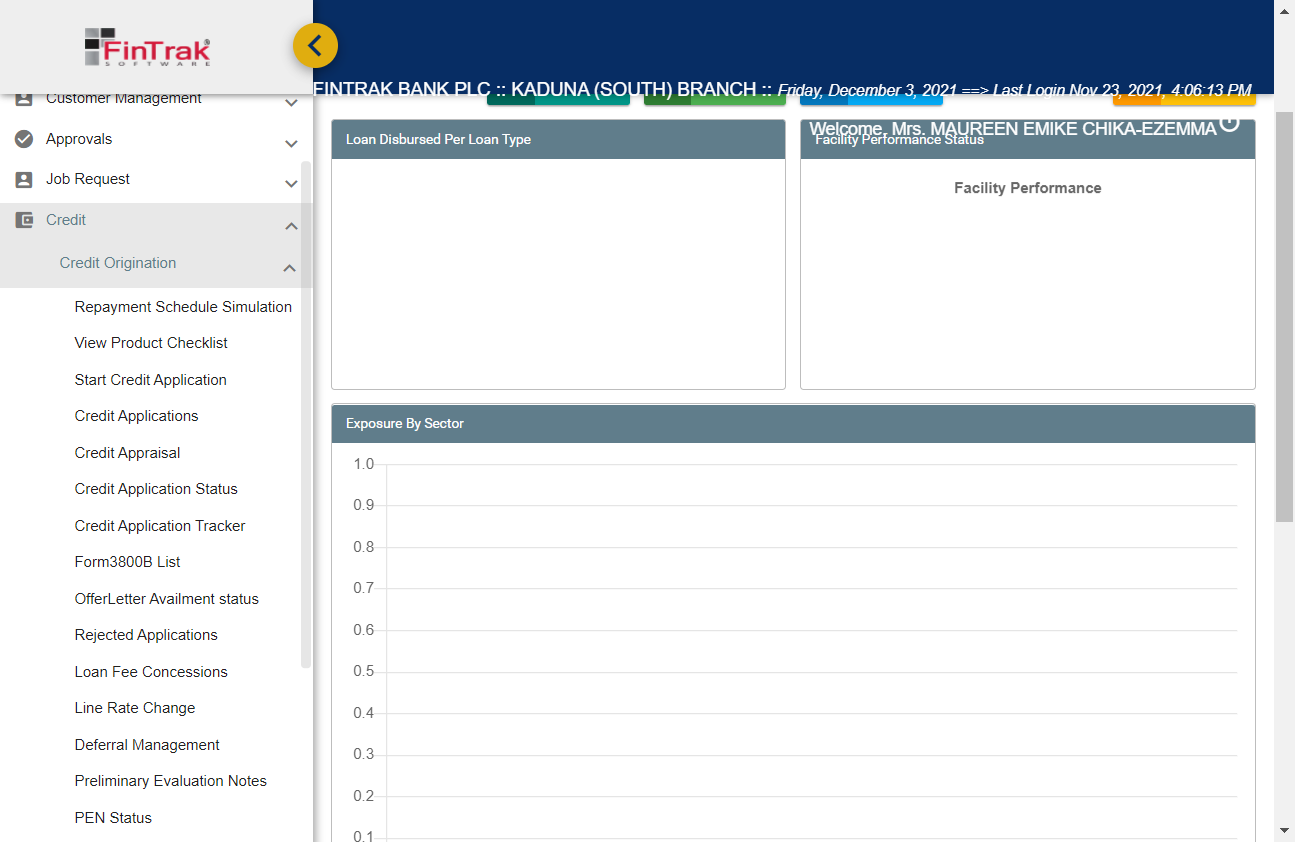 FinTrak
SOFTWARE
FINTRAK BANK PLC :: KADUNA (SOUTH) BRANCH :: Friday, December 3, 2021 ==> Last Login Nov 23, 2021, 4:06:13 PM
Welcome, Mrs. MAUREEN EMIKE CHIKA-EZEMMA
Customer Management
Approvals
Job Request
Credit
Credit Origination
Repayment Schedule Simulation
View Product Checklist
Start Credit Application
Credit Applications
Credit Appraisal
Credit Application Status
Credit Application Tracker
Form3800B List
OfferLetter Availment status
Rejected Applications
Loan Fee Concessions
Line Rate Change
Deferral Management
Preliminary Evaluation Notes
PEN Status
Loan Disbursed Per Loan Type
Facility Performance Status
Facility Performance
Exposure By Sector
1.0
0.9
0.8
0.7
0.6
0.5
0.4
0.3
0.2
0.1